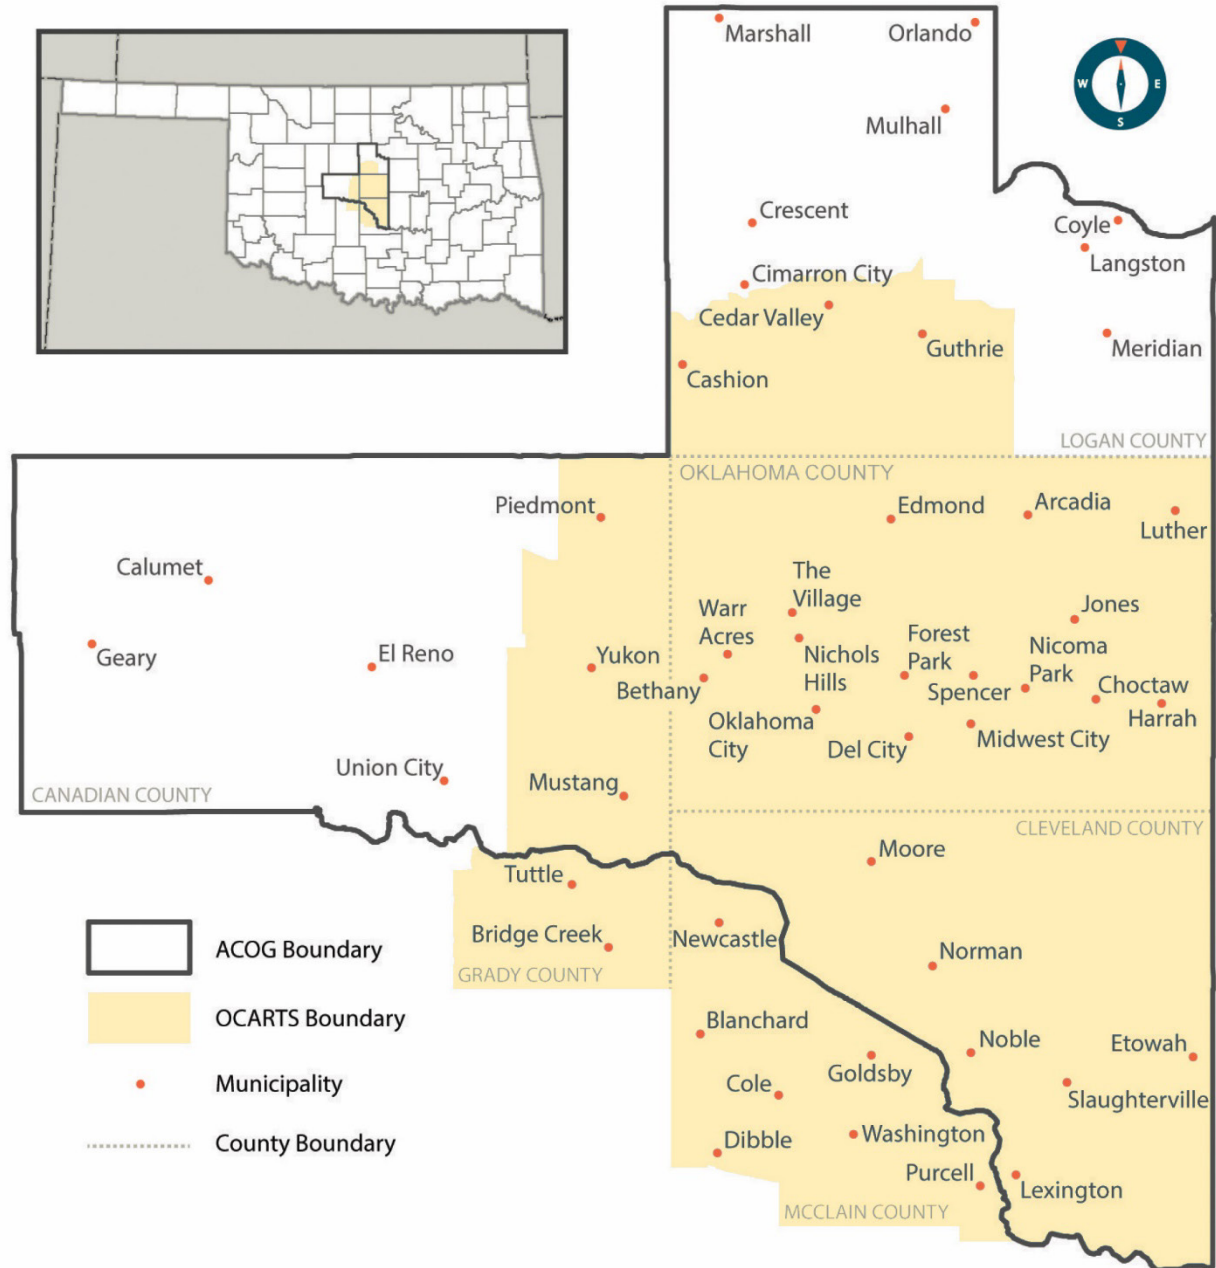 Marshall
Orlando
W
E
S
Mulhall
Crescent
Coyle
Langston
Cimarron City
Cedar Valley
Guthrie
Meridian
Cashion
LOGAN COUNTY
OKLAHOMA COUNTY
Piedmont
Edmond
Arcadia
Luther
Calumet
The
Village
Jones
Warr
Acres
Forest
Park
Nicoma
Park
Geary
El Reno
Yukon
Nichols
Hills
Bethany
Spencer
Choctaw
Harrah
Oklahoma
City
Del City
Midwest City
Union City
Mustang
CANADIAN COUNTY
CLEVELAND COUNTY
Moore
Tuttle
Bridge Creek
Newcastle
Norman
GRADY COUNTY
ACOG Boundary
OCARTS Boundary
Municipality
County Boundary
Blanchard
Noble
Etowah
Goldsby
Cole
Slaughterville
Dibble
Washington
Purcell
Lexington
MCCLAIN COUNTY